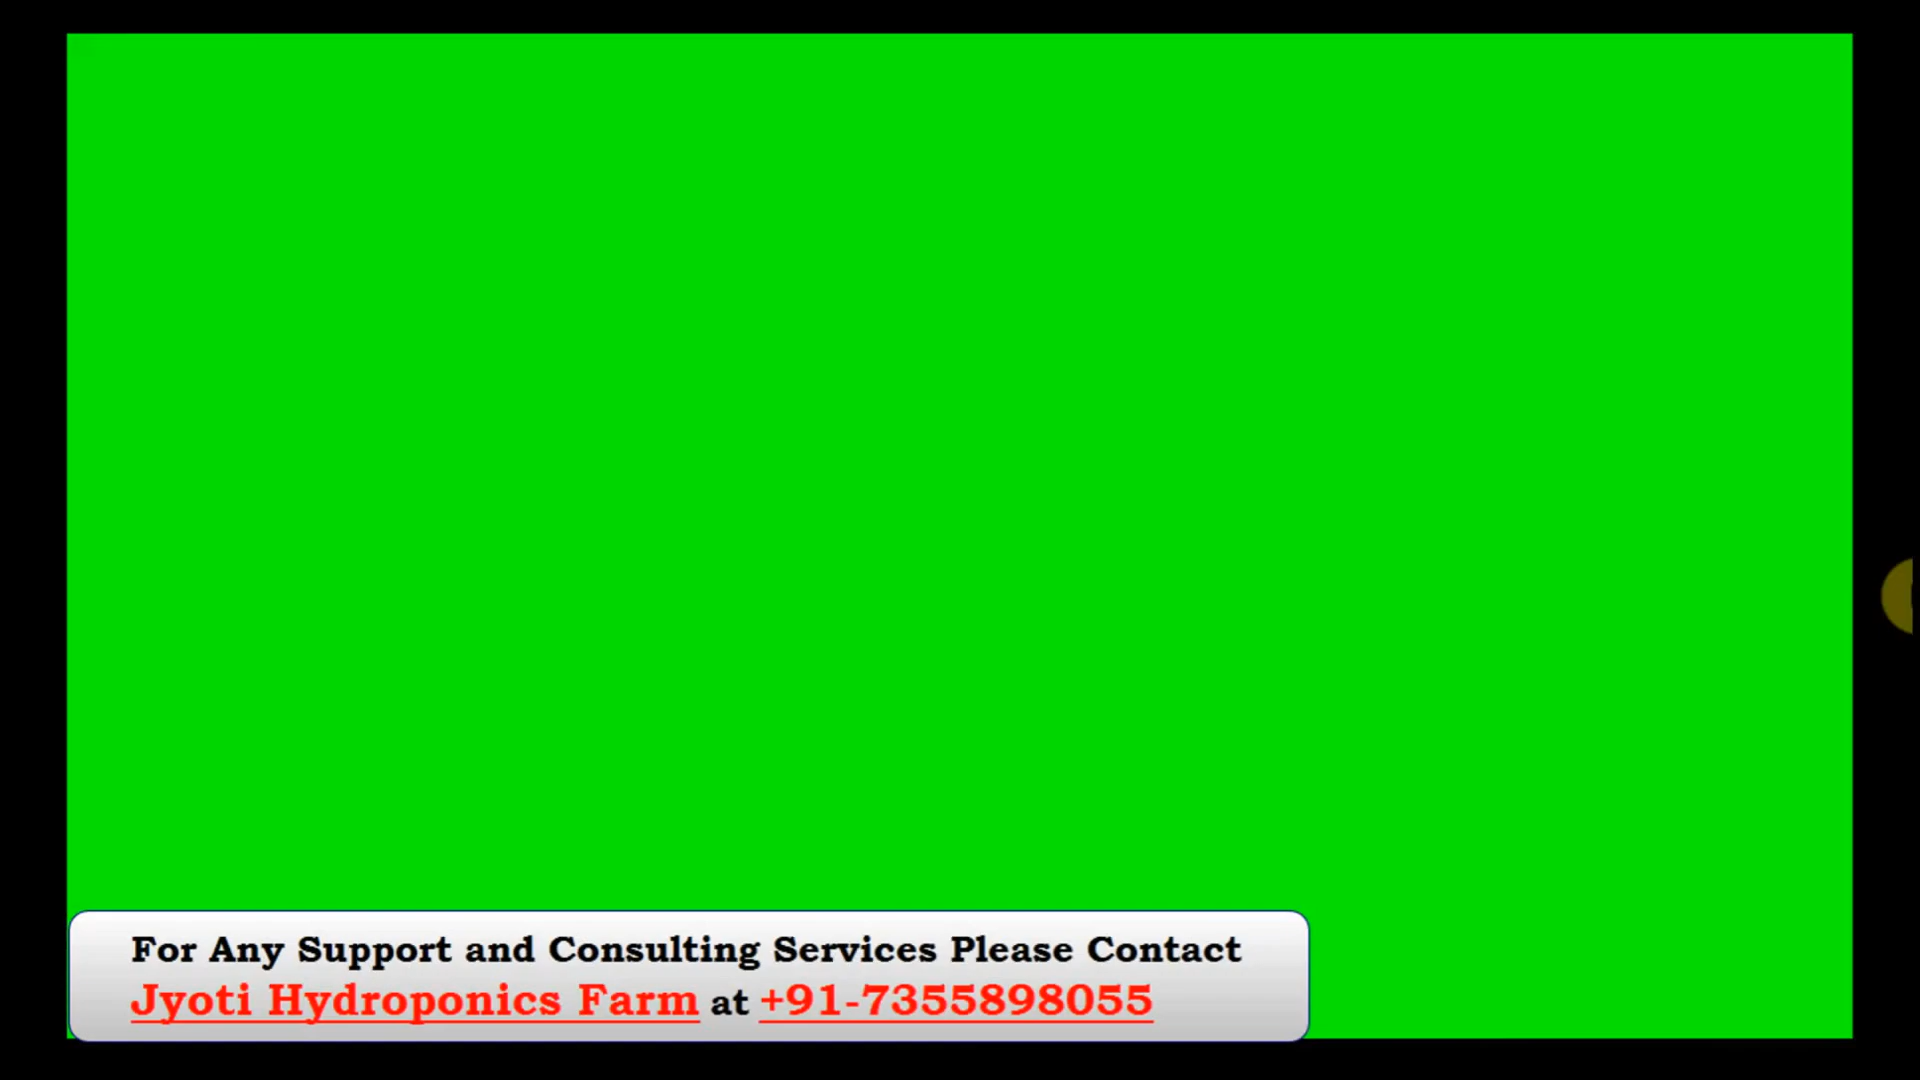 For Any Support and Consulting Services Please Contact
Jyoti Hydroponics Farm at +91-7355898055